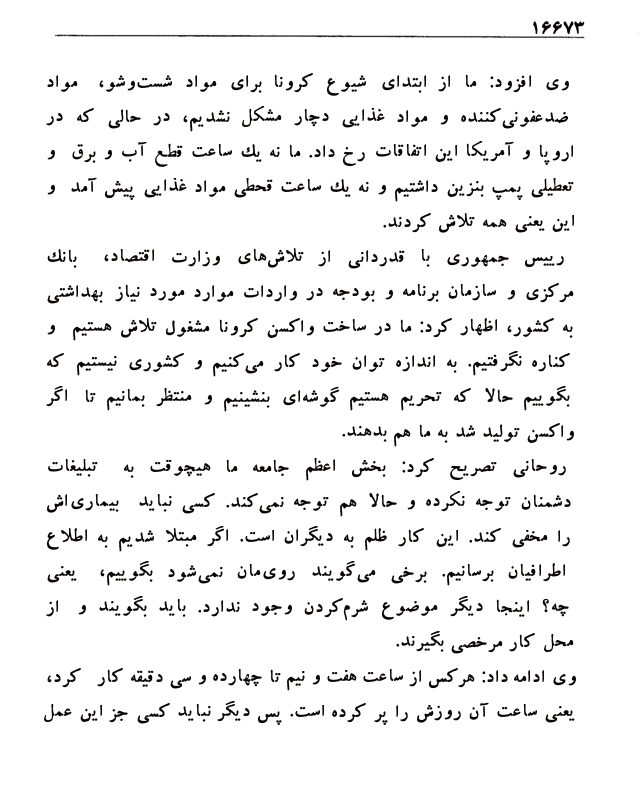 ۱۶۶۷۳
وی افزود: ما از ابتدای شیوع کرونا برای مواد شست‌وشو، مواد
ضدعفونی‌کننده و مواد غذایی دچار مشکل نشدیم، در حالی که در
اروپا و آمریکا این اتفاقات رخ داد. ما نه یك ساعت قطع آب و برق و
تعطیلی پمپ بنزین داشتیم و نه یك ساعت قحطی مواد غذایی پیش آمد و
این یعنی همه تلاش کردند.
رییس جمهوری با قدردانی از تلاش‌های وزارت اقتصاد، بانك
مرکزی و سازمان برنامه و بودجه در واردات موارد مورد نیاز بهداشتی
به کشور، اظهار کرد: ما در ساخت واکسن کرونا مشغول تلاش هستیم و
کناره نگرفتیم. به اندازه توان خود کار می‌کنیم و کشوری نیستیم که
بگوییم حالا که تحریم هستیم گوشه‌ای بنشینیم و منتظر بمانیم تا اگر
واکسن تولید شد به ما هم بدهند.
روحانی تصریح کرد: بخش اعظم جامعه ما هیچوقت به تبلیغات
دشمنان توجه نکرده و حالا هم توجه نمی‌کند. کسی نباید بیماری‌اش
را مخفی کند. این کار ظلم به دیگران است. اگر مبتلا شدیم به اطلاع
اطرافیان برسانیم. برخی می‌گویند روی‌مان نمی‌شود بگوییم، یعنی
چه؟ اینجا دیگر موضوع شرم‌کردن وجود ندارد. باید بگویند و از
محل کار مرخصی بگیرند.
وی ادامه داد: هرکس از ساعت هفت و نیم تا چهارده و سی دقیقه کار کرد،
یعنی ساعت آن روزش را پر کرده است. پس دیگر نباید کسی جز این عمل